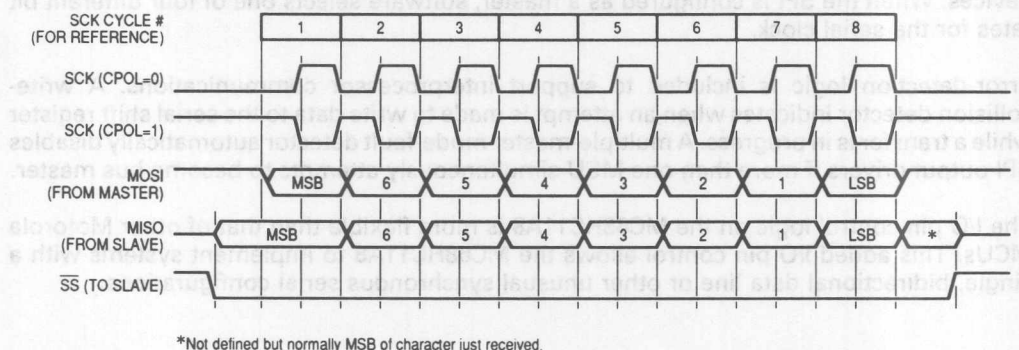 SCK CYCLE # 1 2 3 4 5 6 7 8
(FOR REFERENCE)
SCK (CPOL=0)
SCK (CPOL=1)
MOSI MSB 6 5 4 3 2 1 LSB
(FROM MASTER)
MISO MSB 6 5 4 3 2 1 LSB *
(FROM SLAVE)
SS (TO SLAVE)
*Not defined but normally MSB of character just received.